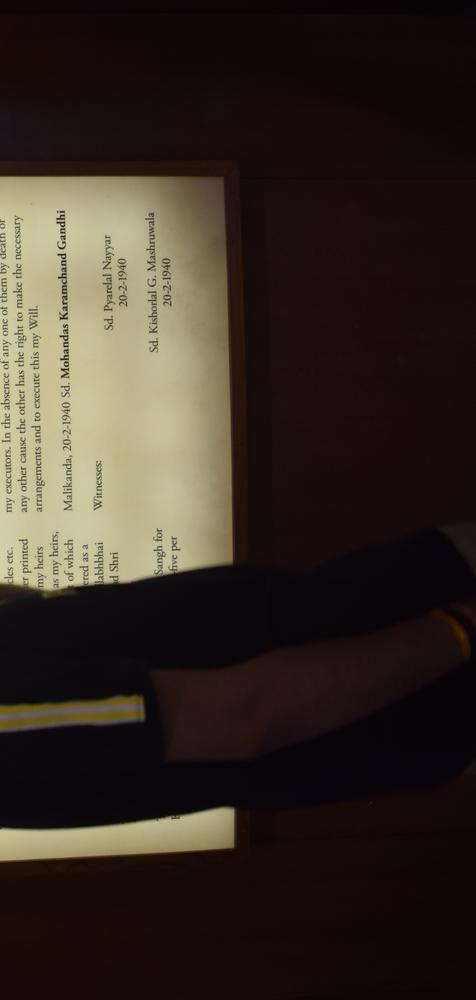 cles etc.
er printed
my heirs
as my heirs,
of which
ered as a
labhbhai
d Shri
Sangh for
-five per
my executors. In the absence of any one of them by death or
any other cause the other has the right to make the necessary
arrangements and to execute this my Will.
Malikanda, 20-2-1940 Sd. Mohandas Karamchand Gandhi
Witnesses:
Sd. Pyarelal Nayyar
20-2-1940
Sd. Kishorlal G. Mashruwala
20-2-1940